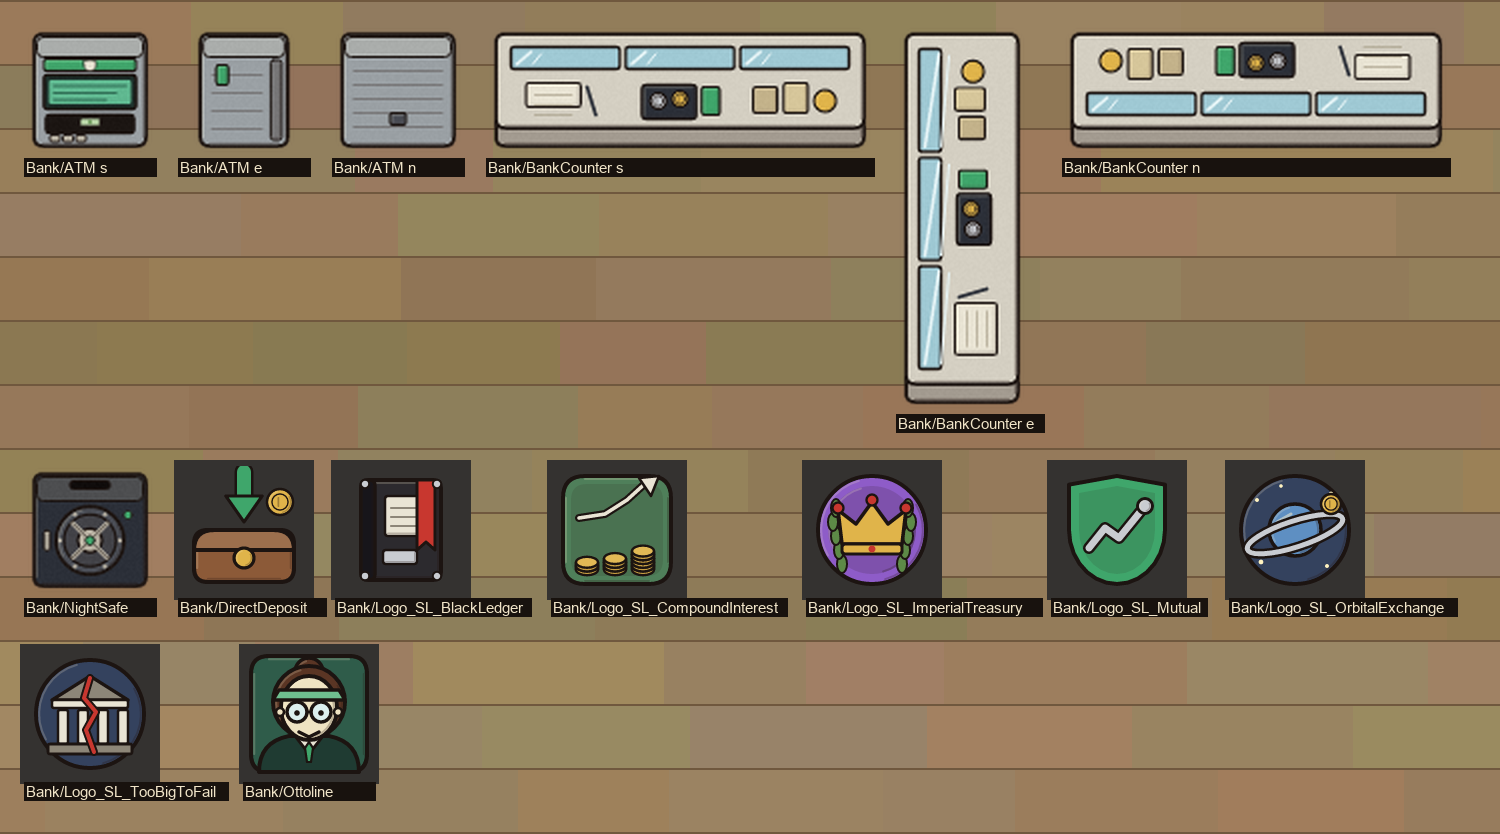 Bank/ATM s
Bank/ATM e
Bank/ATM n
Bank/BankCounter s
Bank/BankCounter n
Bank/BankCounter e
Bank/NightSafe
Bank/DirectDeposit
Bank/Logo_SL_BlackLedger
Bank/Logo_SL_CompoundInterest
Bank/Logo_SL_ImperialTreasury
Bank/Logo_SL_Mutual
Bank/Logo_SL_OrbitalExchange
Bank/Logo_SL_TooBigToFail
Bank/Ottoline